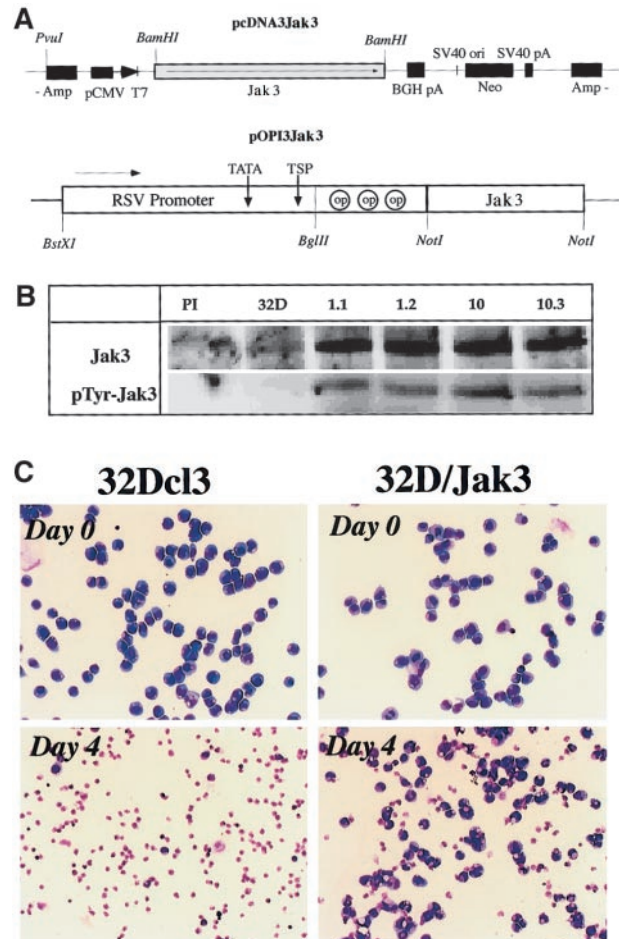 A
pcDNA3Jak3
PvuI BamHI BamHI
SV40 ori SV40 pA
- Amp pCMV T7 Jak 3 BGH pA Neo Amp -
pOPI3Jak3
TATA TSP
RSV Promoter op op op Jak 3
BstXI BglII NotI NotI
B
PI 32D 1.1 1.2 10 10.3
Jak3
pTyr-Jak3
C
32Dcl3 32D/Jak3
Day 0 Day 0
Day 4 Day 4